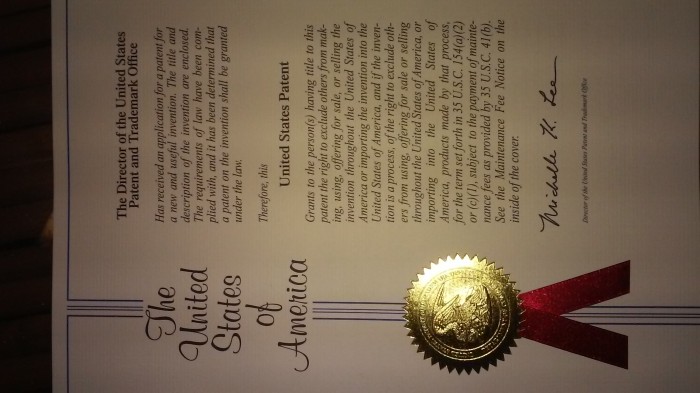 The
United
States
of
America
The Director of the United States
Patent and Trademark Office
Has received an application for a patent for
a new and useful invention. The title and
description of the invention are enclosed.
The requirements of law have been com-
plied with, and it has been determined that
a patent on the invention shall be granted
under the law.
Therefore, this
United States Patent
Grants to the person(s) having title to this
patent the right to exclude others from mak-
ing, using, offering for sale, or selling the
invention throughout the United States of
America or importing the invention into the
United States of America, and if the inven-
tion is a process, of the right to exclude oth-
ers from using, offering for sale or selling
throughout the United States of America, or
importing into the United States of
America, products made by that process,
for the term set forth in 35 U.S.C. 154(a)(2)
or (c)(1), subject to the payment of mainte-
nance fees as provided by 35 U.S.C. 41(b).
See the Maintenance Fee Notice on the
inside of the cover.
Michelle K. Lee
Director of the United States Patent and Trademark Office